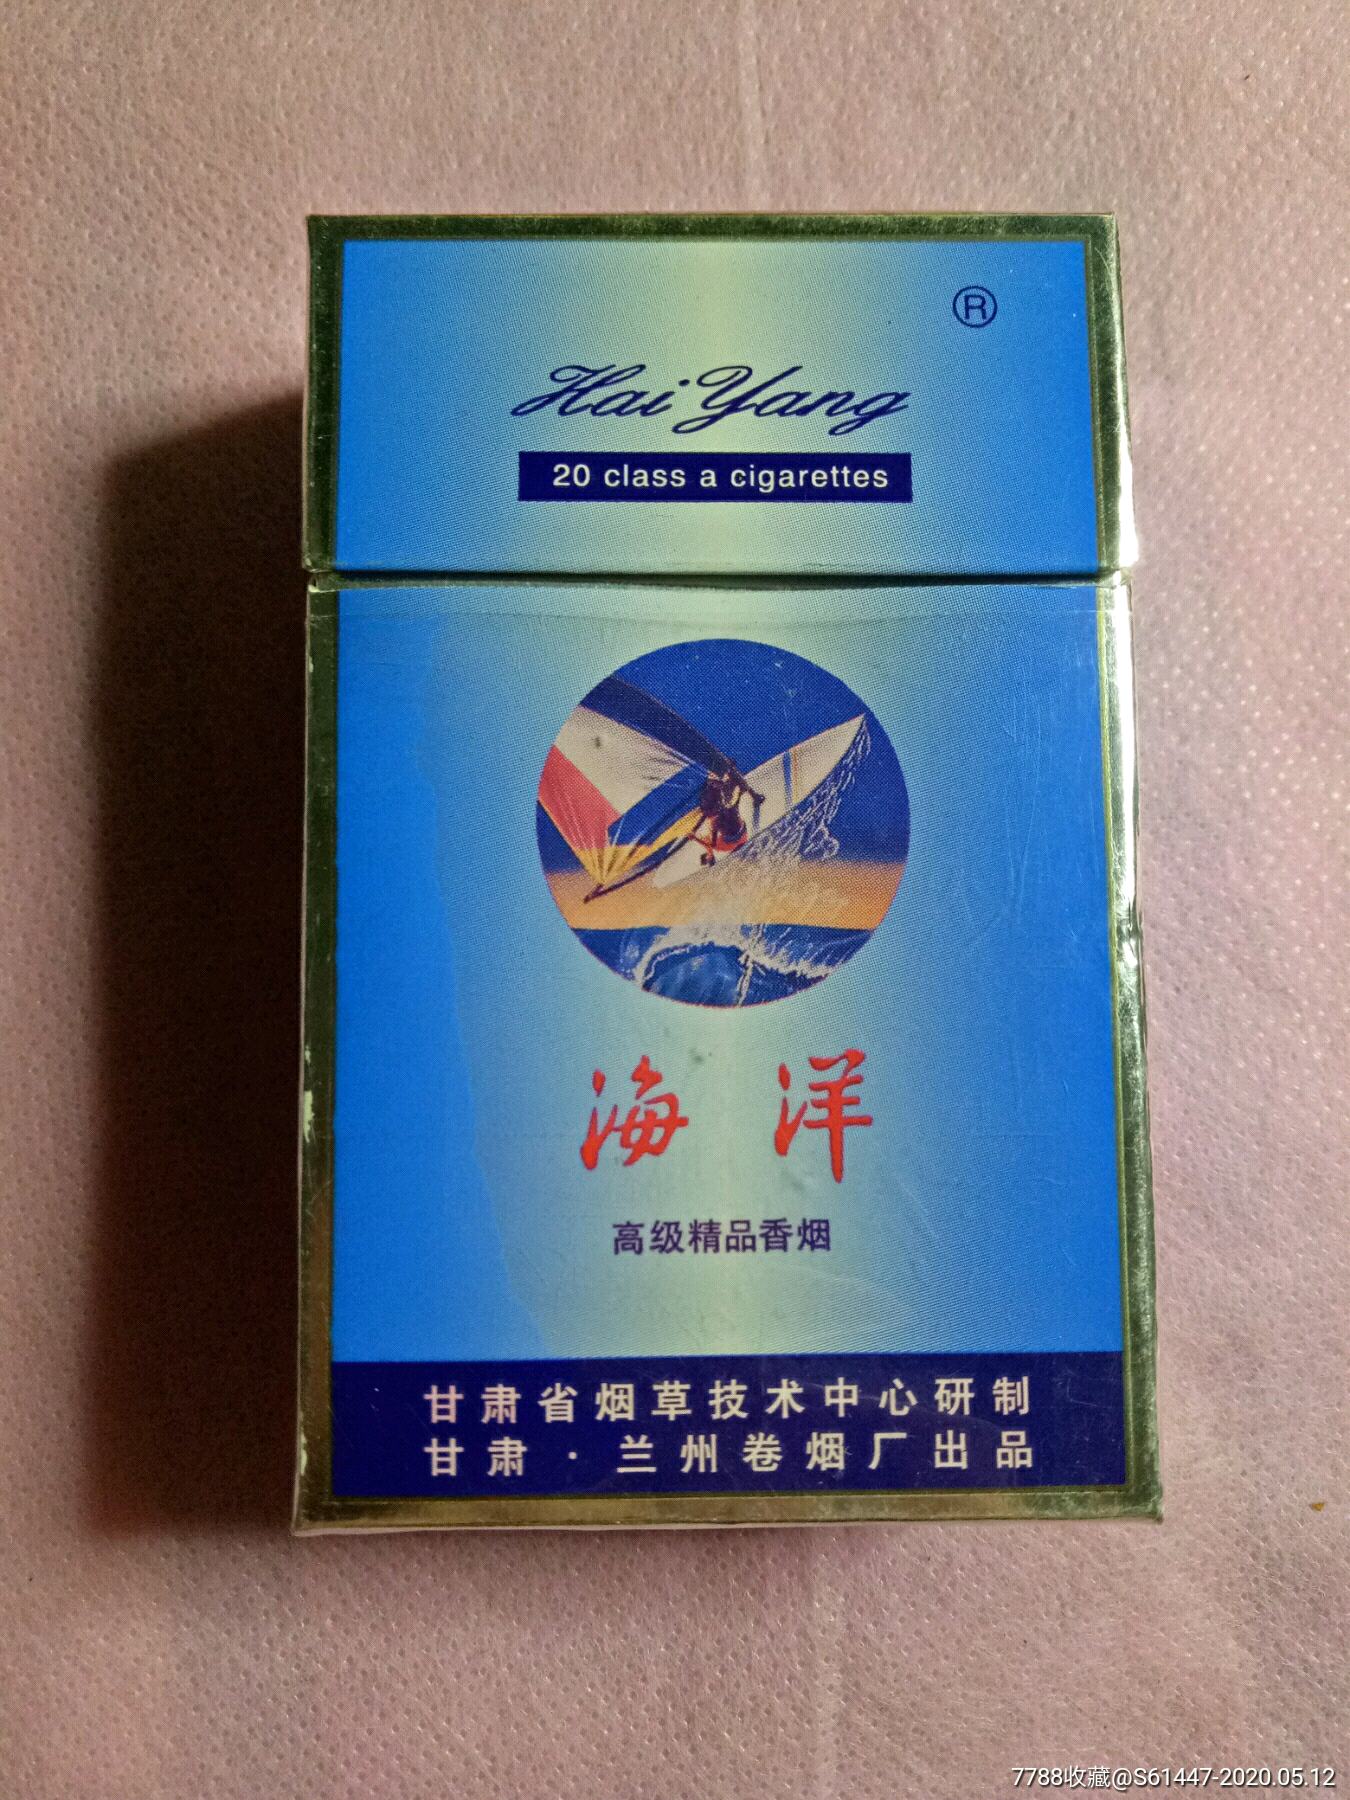 ®
Hai Yang
20 class a cigarettes
海洋
高级精品香烟
甘肃省烟草技术中心研制
甘肃·兰州卷烟厂出品
7788收藏@S61447-2020.05.12